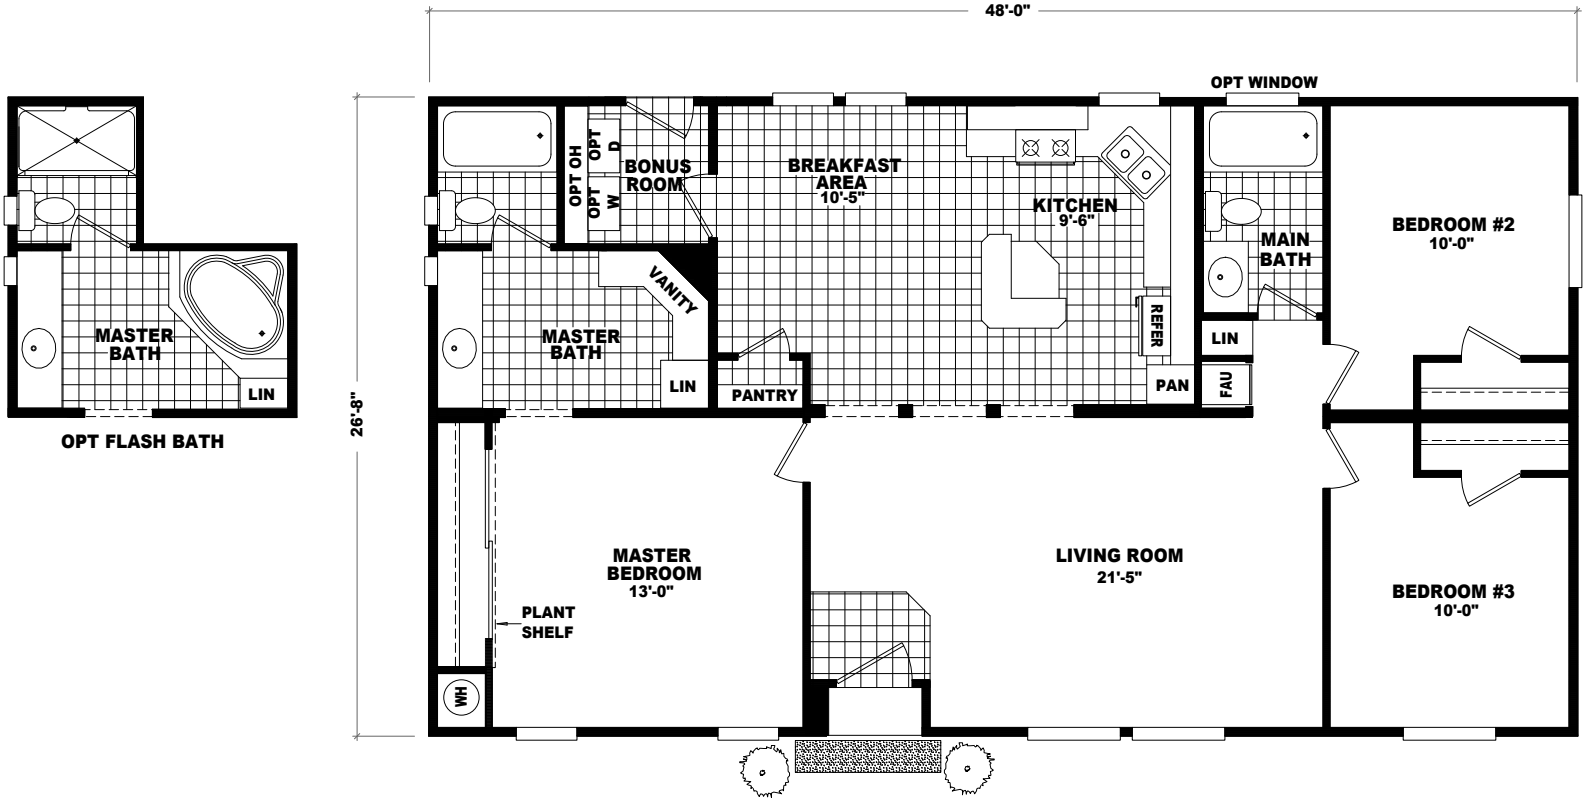 48'-0"
OPT WINDOW
OPT OH
OPT D
OPT W
BONUS
ROOM
BREAKFAST
AREA
10'-5"
KITCHEN
9'-6"
MAIN
BATH
BEDROOM #2
10'-0"
VANITY
MASTER
BATH
LIN
MASTER
BATH
LIN
OPT FLASH BATH
26'-8"
PANTRY
REFER
PAN
LIN
FAU
MASTER
BEDROOM
13'-0"
PLANT
SHELF
WH
LIVING ROOM
21'-5"
BEDROOM #3
10'-0"